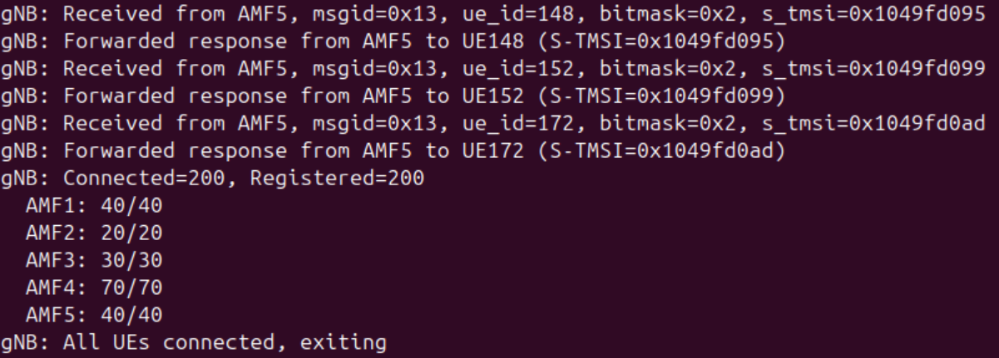 gNB: Received from AMF5, msgid=0x13, ue_id=148, bitmask=0x2, s_tmsi=0x1049fd095
gNB: Forwarded response from AMF5 to UE148 (S-TMSI=0x1049fd095)
gNB: Received from AMF5, msgid=0x13, ue_id=152, bitmask=0x2, s_tmsi=0x1049fd099
gNB: Forwarded response from AMF5 to UE152 (S-TMSI=0x1049fd099)
gNB: Received from AMF5, msgid=0x13, ue_id=172, bitmask=0x2, s_tmsi=0x1049fd0ad
gNB: Forwarded response from AMF5 to UE172 (S-TMSI=0x1049fd0ad)
gNB: Connected=200, Registered=200
  AMF1: 40/40
  AMF2: 20/20
  AMF3: 30/30
  AMF4: 70/70
  AMF5: 40/40
gNB: All UEs connected, exiting